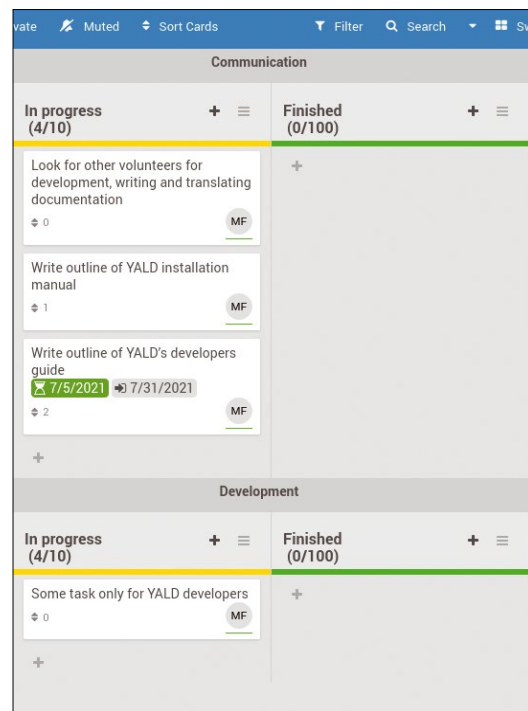 vate Muted Sort Cards Filter Search Sw
Communication
In progress
(4/10)
Finished
(0/100)
Look for other volunteers for
development, writing and translating
documentation
0
MF
Write outline of YALD installation
manual
1
MF
Write outline of YALD's developers
guide
7/5/2021 7/31/2021
2
MF
Development
In progress
(4/10)
Finished
(0/100)
Some task only for YALD developers
0
MF